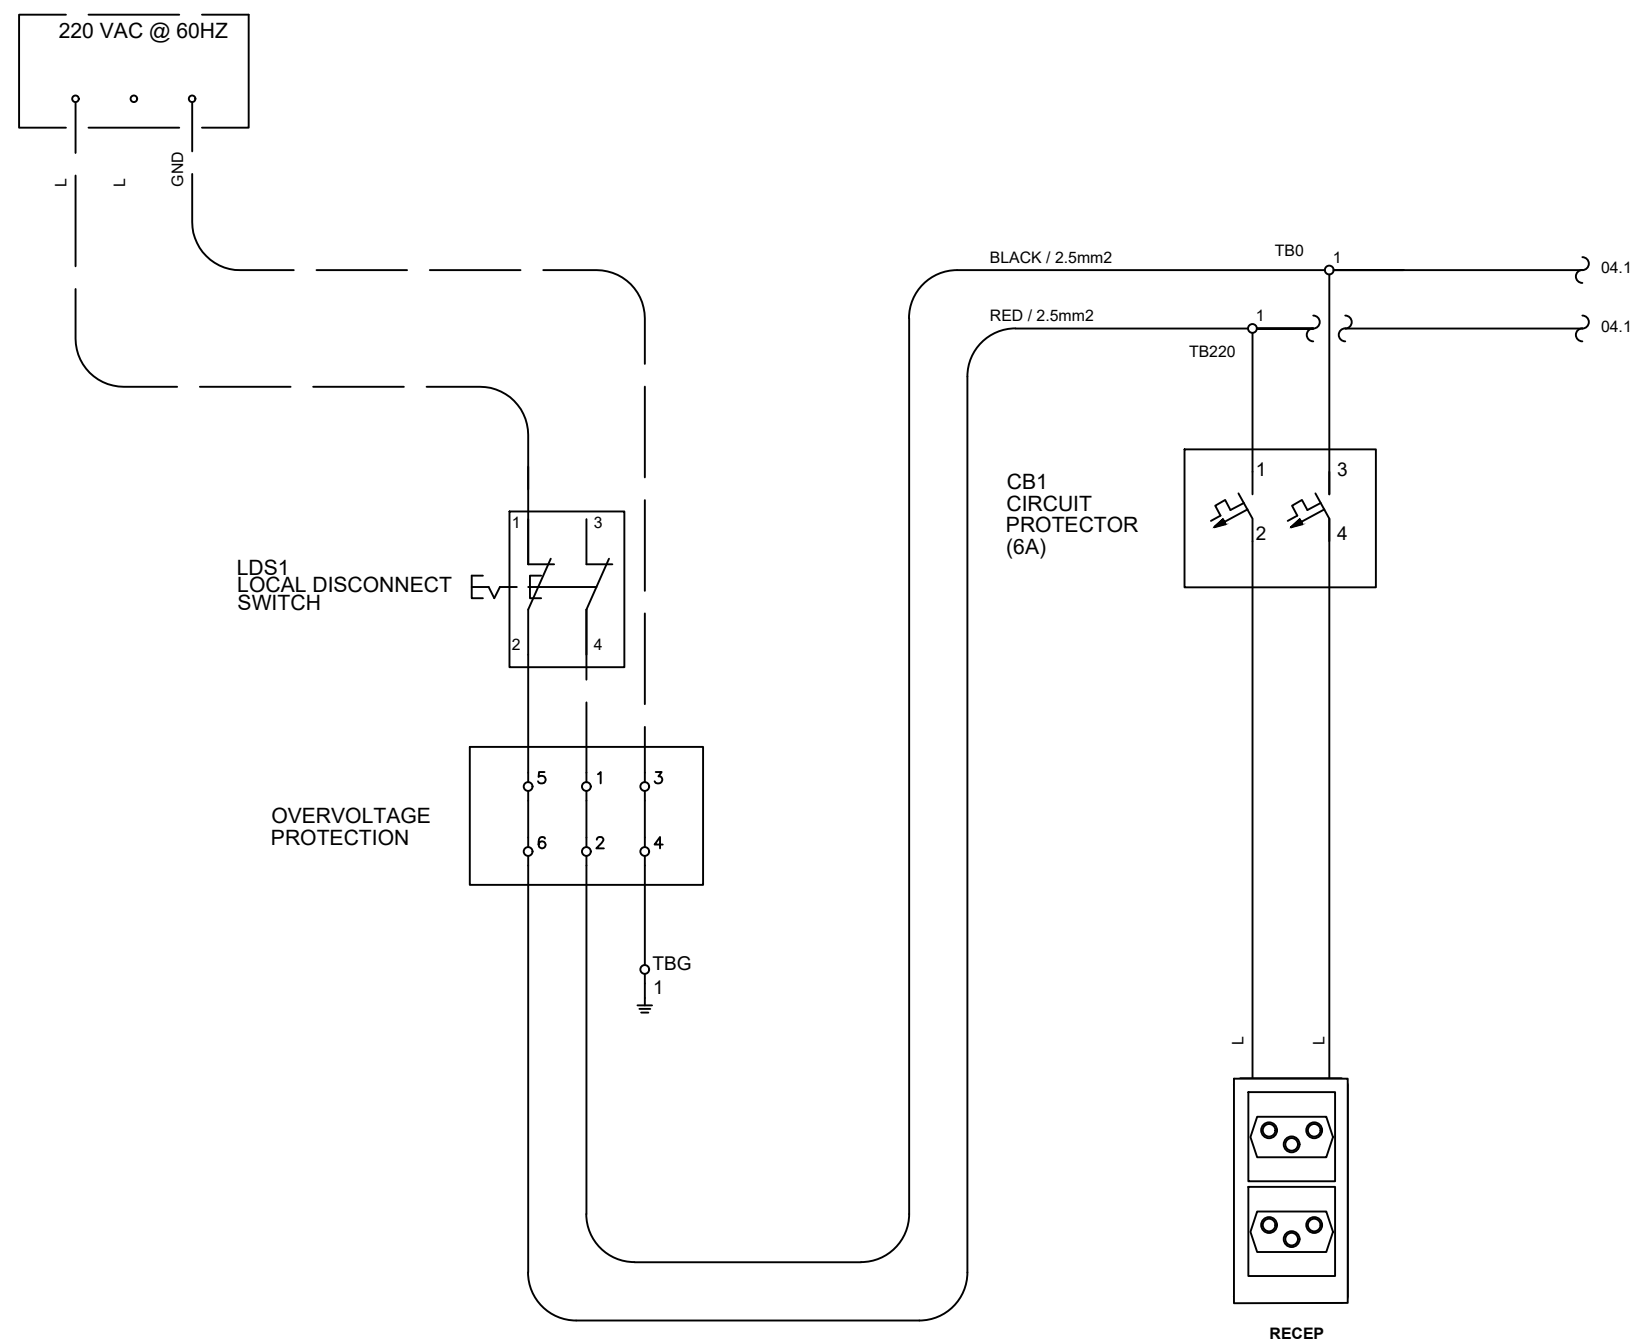 220 VAC @ 60HZ
L
L
GND
BLACK / 2.5mm2
TB0
1
04.1
RED / 2.5mm2
1
04.1
TB220
CB1
CIRCUIT
PROTECTOR
(6A)
1
3
2
4
LDS1
LOCAL DISCONNECT
SWITCH
1
3
2
4
OVERVOLTAGE
PROTECTION
5
1
3
6
2
4
TBG
1
L
L
RECEP